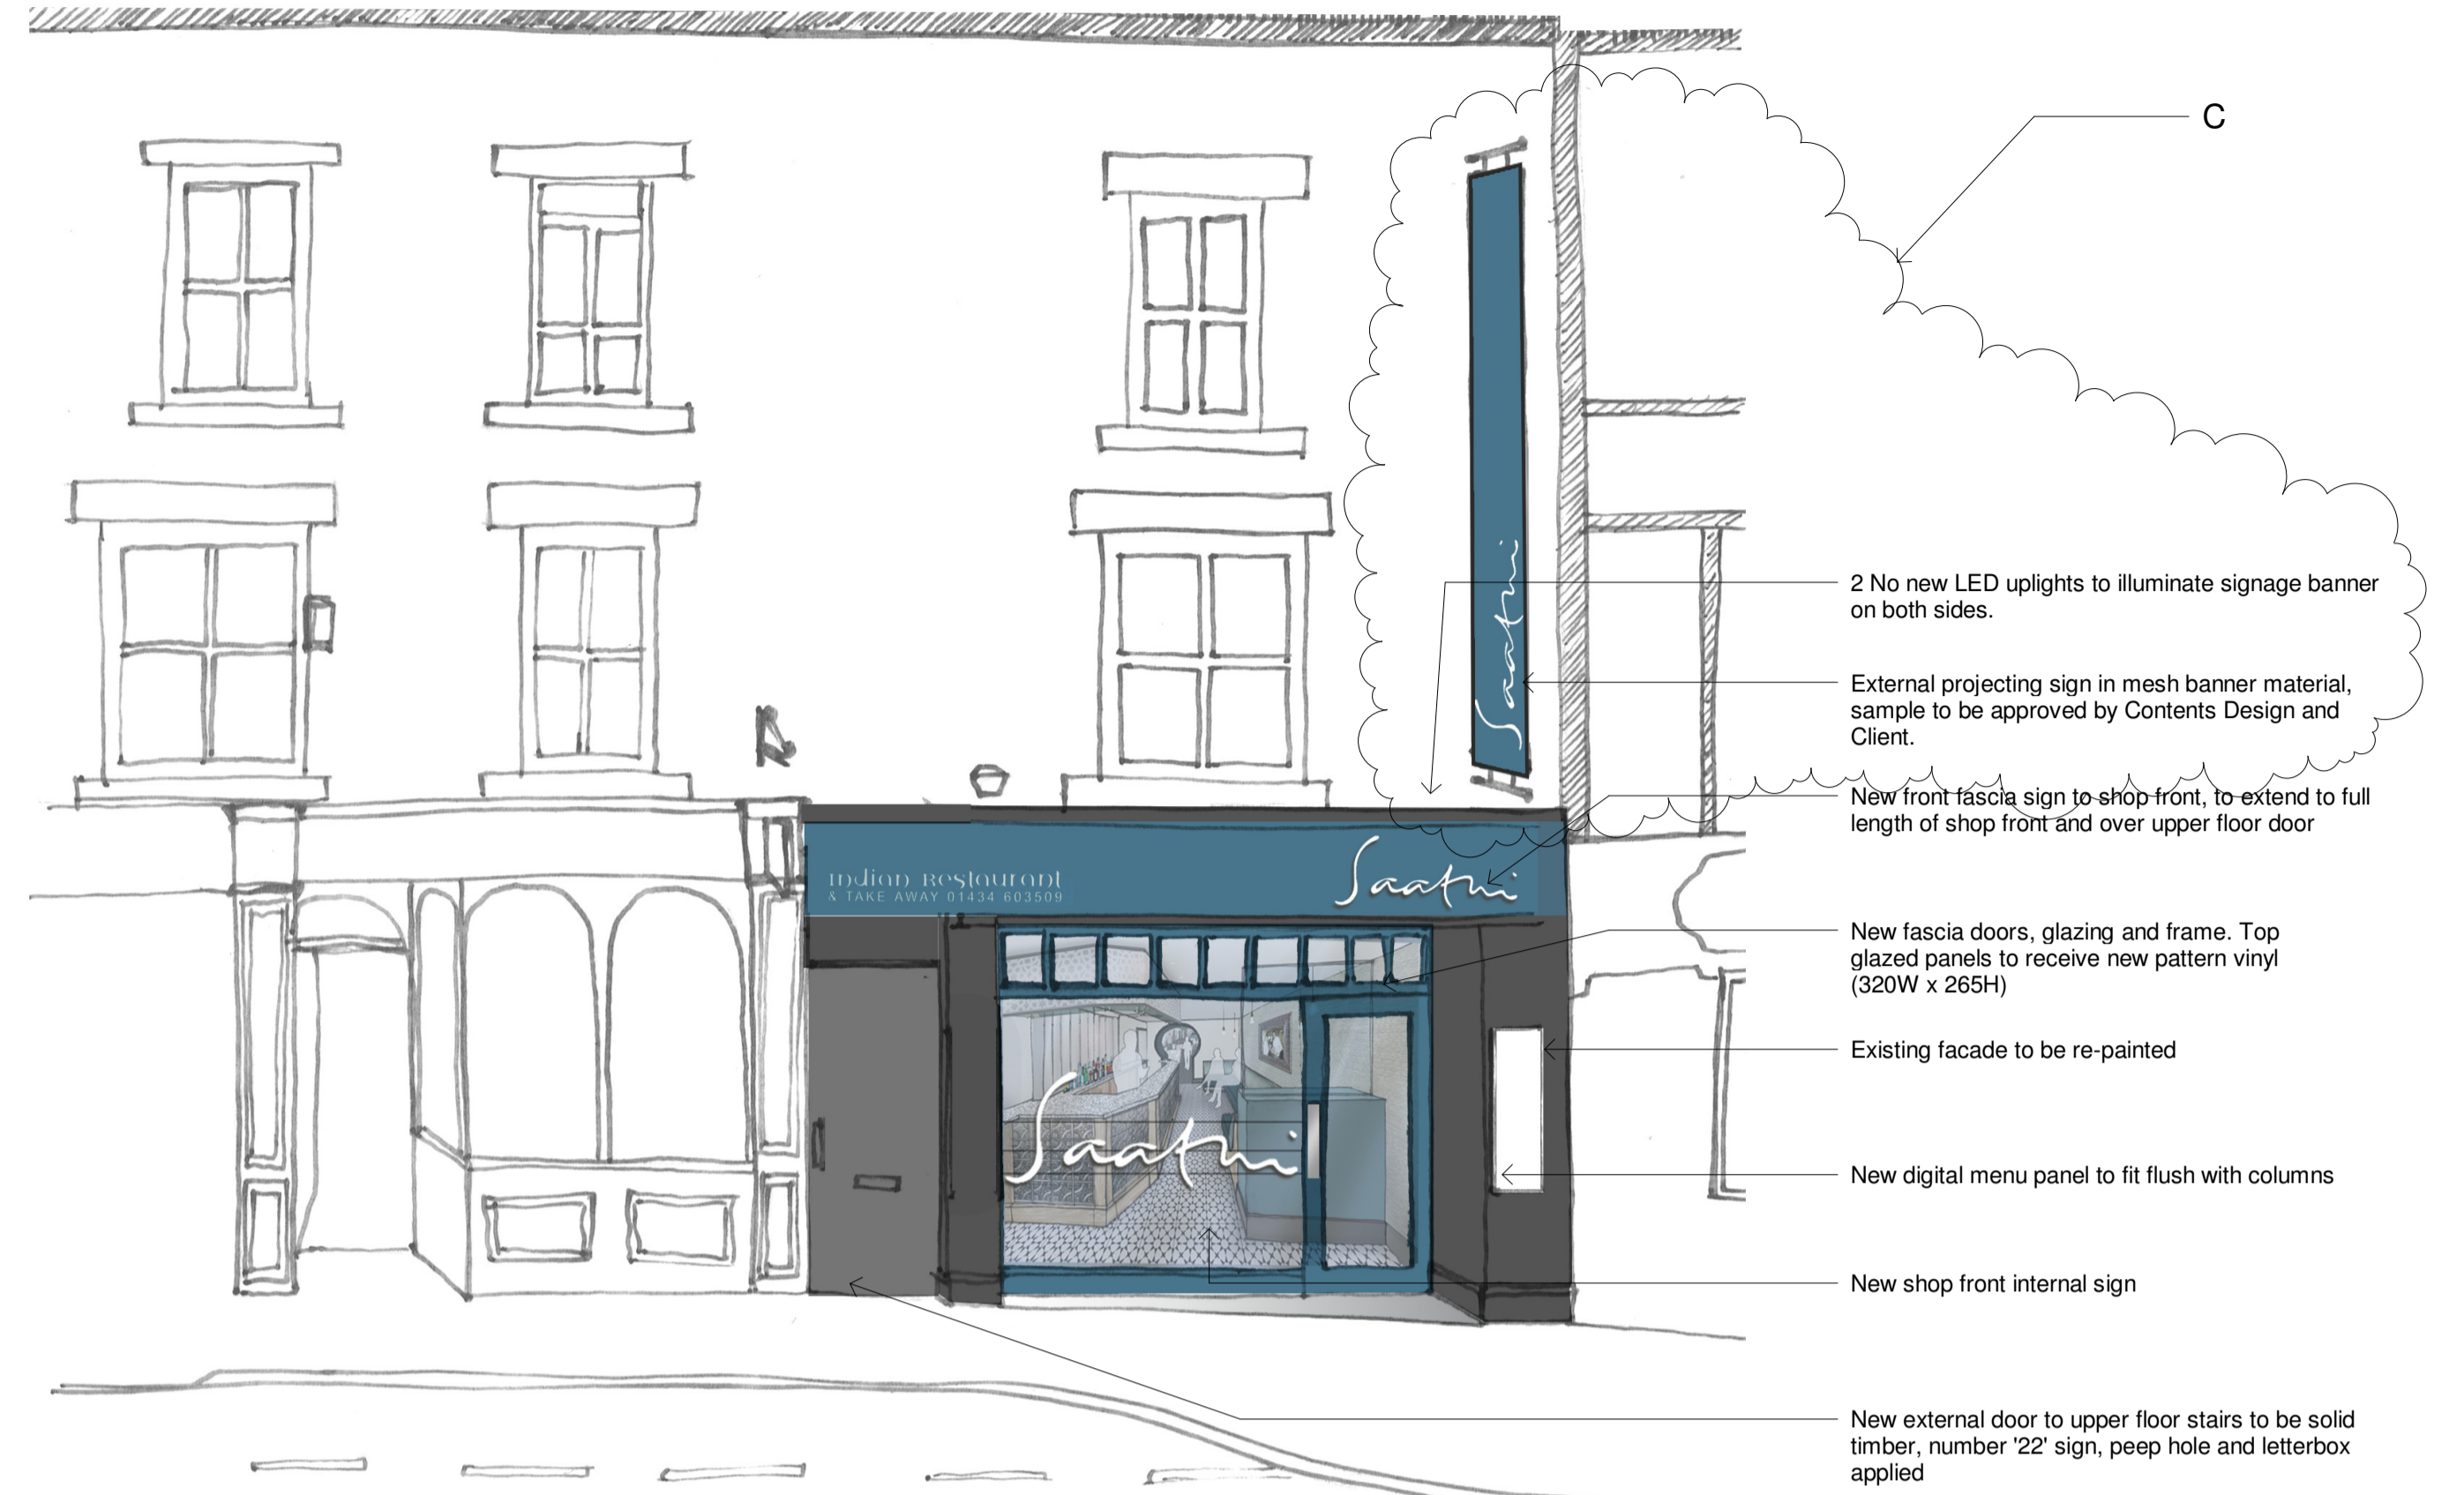 C
2 No new LED uplights to illuminate signage banner
on both sides.
External projecting sign in mesh banner material,
sample to be approved by Contents Design and
Client.
New front fascia sign to shop front, to extend to full
length of shop front and over upper floor door
New fascia doors, glazing and frame. Top
glazed panels to receive new pattern vinyl
(320W x 265H)
Existing facade to be re-painted
New digital menu panel to fit flush with columns
New shop front internal sign
New external door to upper floor stairs to be solid
timber, number '22' sign, peep hole and letterbox
applied
Saathi
Indian Restaurant
& TAKE AWAY 01434 603509
Saathi
Saathi